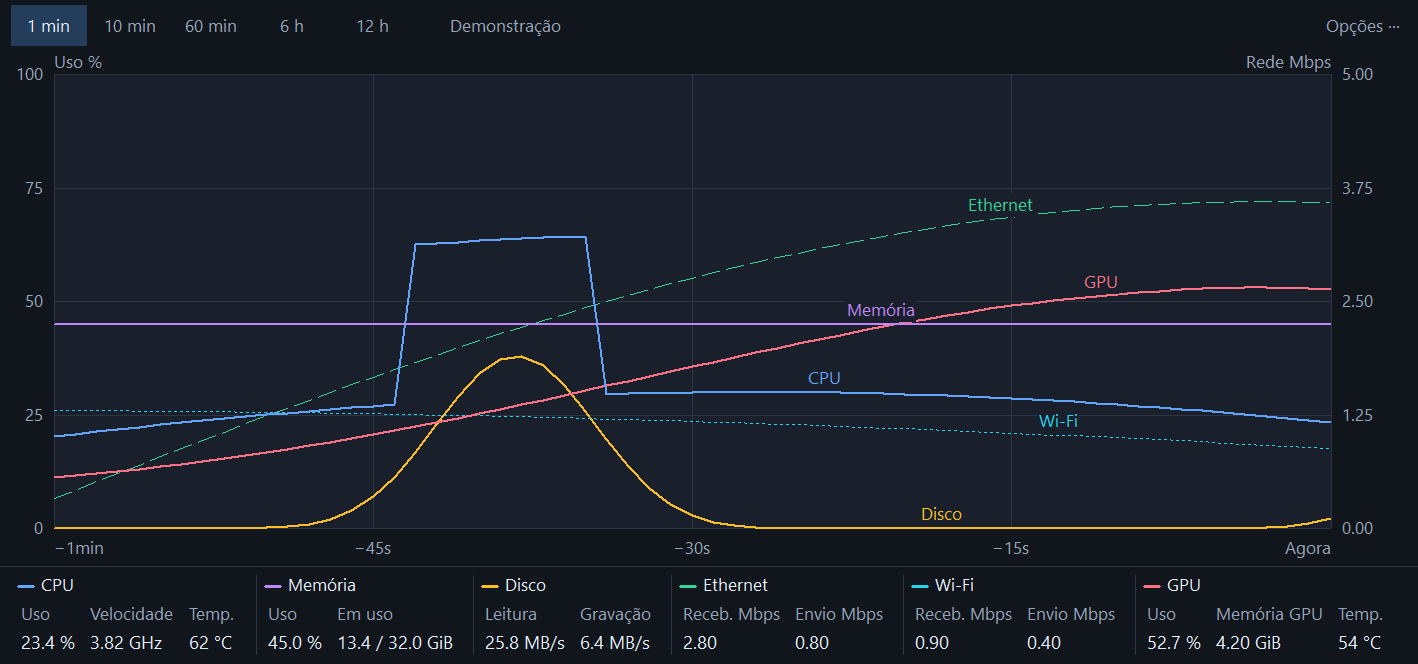 1 min 10 min 60 min 6 h 12 h Demonstração Opções ···
Uso % Rede Mbps
100 5.00
75 3.75
Ethernet
GPU
50 2.50
Memória
CPU
25 1.25
Wi-Fi
Disco
0 0.00
−1min −45s −30s −15s Agora
CPU Memória Disco Ethernet Wi-Fi GPU
Uso Velocidade Temp. Uso Em uso Leitura Gravação Receb. Mbps Envio Mbps Receb. Mbps Envio Mbps Uso Memória GPU Temp.
23.4 % 3.82 GHz 62 °C 45.0 % 13.4 / 32.0 GiB 25.8 MB/s 6.4 MB/s 2.80 0.80 0.90 0.40 52.7 % 4.20 GiB 54 °C